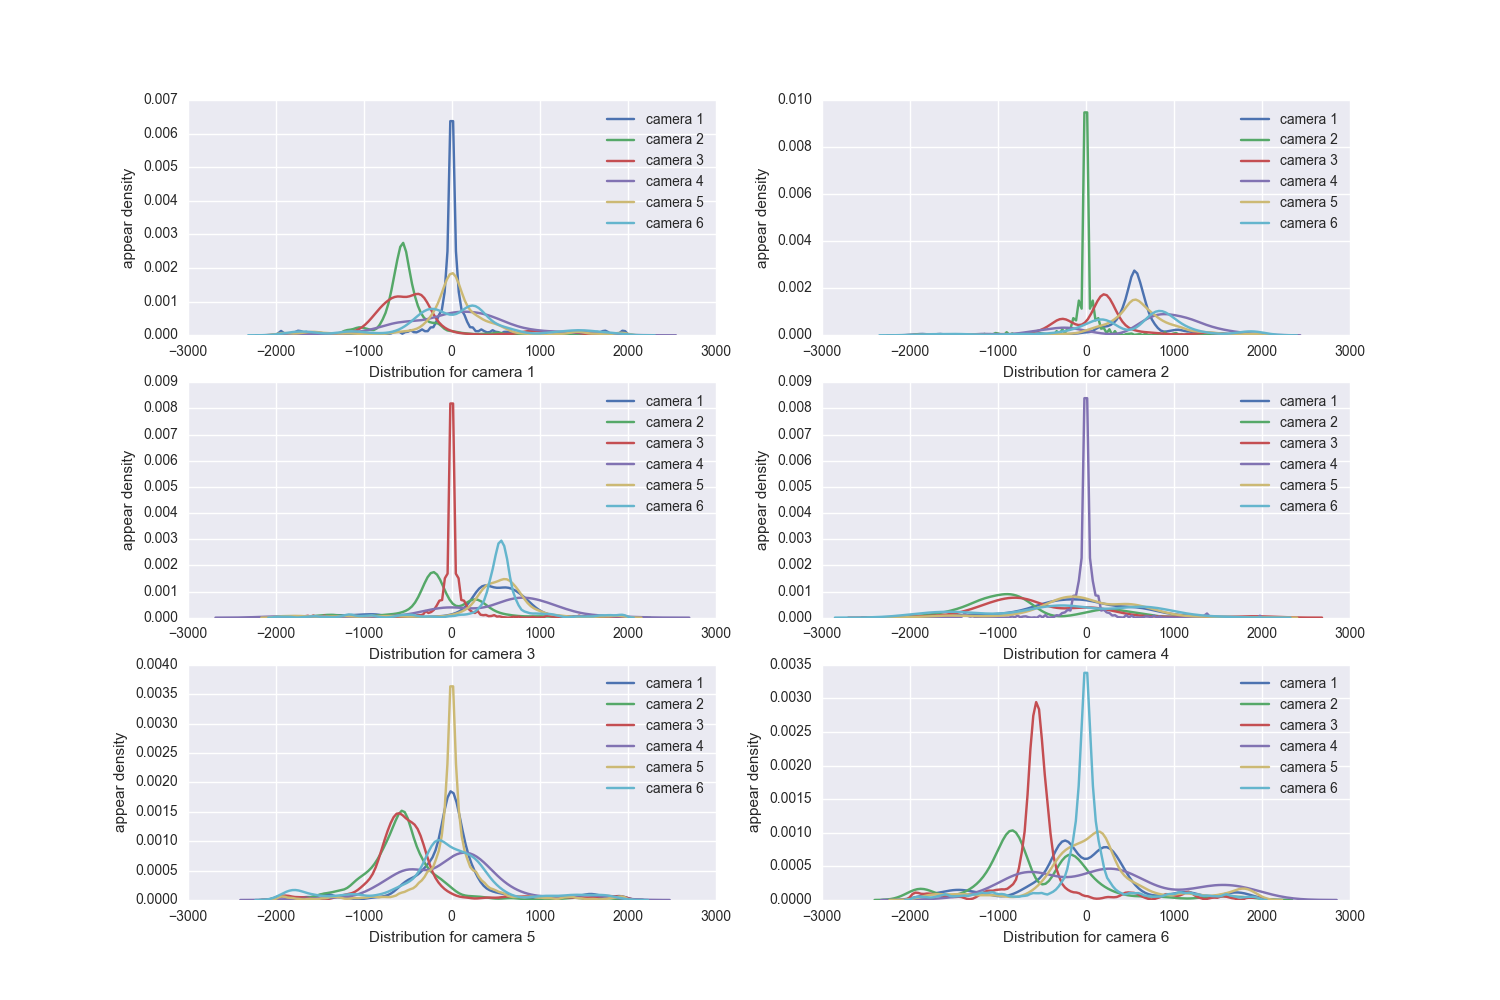 0.007
0.006
0.005
0.004
0.003
0.002
0.001
0.000
appear density
−3000 −2000 −1000 0 1000 2000 3000
Distribution for camera 1
camera 1
camera 2
camera 3
camera 4
camera 5
camera 6
0.010
0.008
0.006
0.004
0.002
0.000
appear density
−3000 −2000 −1000 0 1000 2000 3000
Distribution for camera 2
camera 1
camera 2
camera 3
camera 4
camera 5
camera 6
0.009
0.008
0.007
0.006
0.005
0.004
0.003
0.002
0.001
0.000
appear density
−3000 −2000 −1000 0 1000 2000 3000
Distribution for camera 3
camera 1
camera 2
camera 3
camera 4
camera 5
camera 6
0.009
0.008
0.007
0.006
0.005
0.004
0.003
0.002
0.001
0.000
appear density
−3000 −2000 −1000 0 1000 2000 3000
Distribution for camera 4
camera 1
camera 2
camera 3
camera 4
camera 5
camera 6
0.0040
0.0035
0.0030
0.0025
0.0020
0.0015
0.0010
0.0005
0.0000
appear density
−3000 −2000 −1000 0 1000 2000 3000
Distribution for camera 5
camera 1
camera 2
camera 3
camera 4
camera 5
camera 6
0.0035
0.0030
0.0025
0.0020
0.0015
0.0010
0.0005
0.0000
appear density
−3000 −2000 −1000 0 1000 2000 3000
Distribution for camera 6
camera 1
camera 2
camera 3
camera 4
camera 5
camera 6